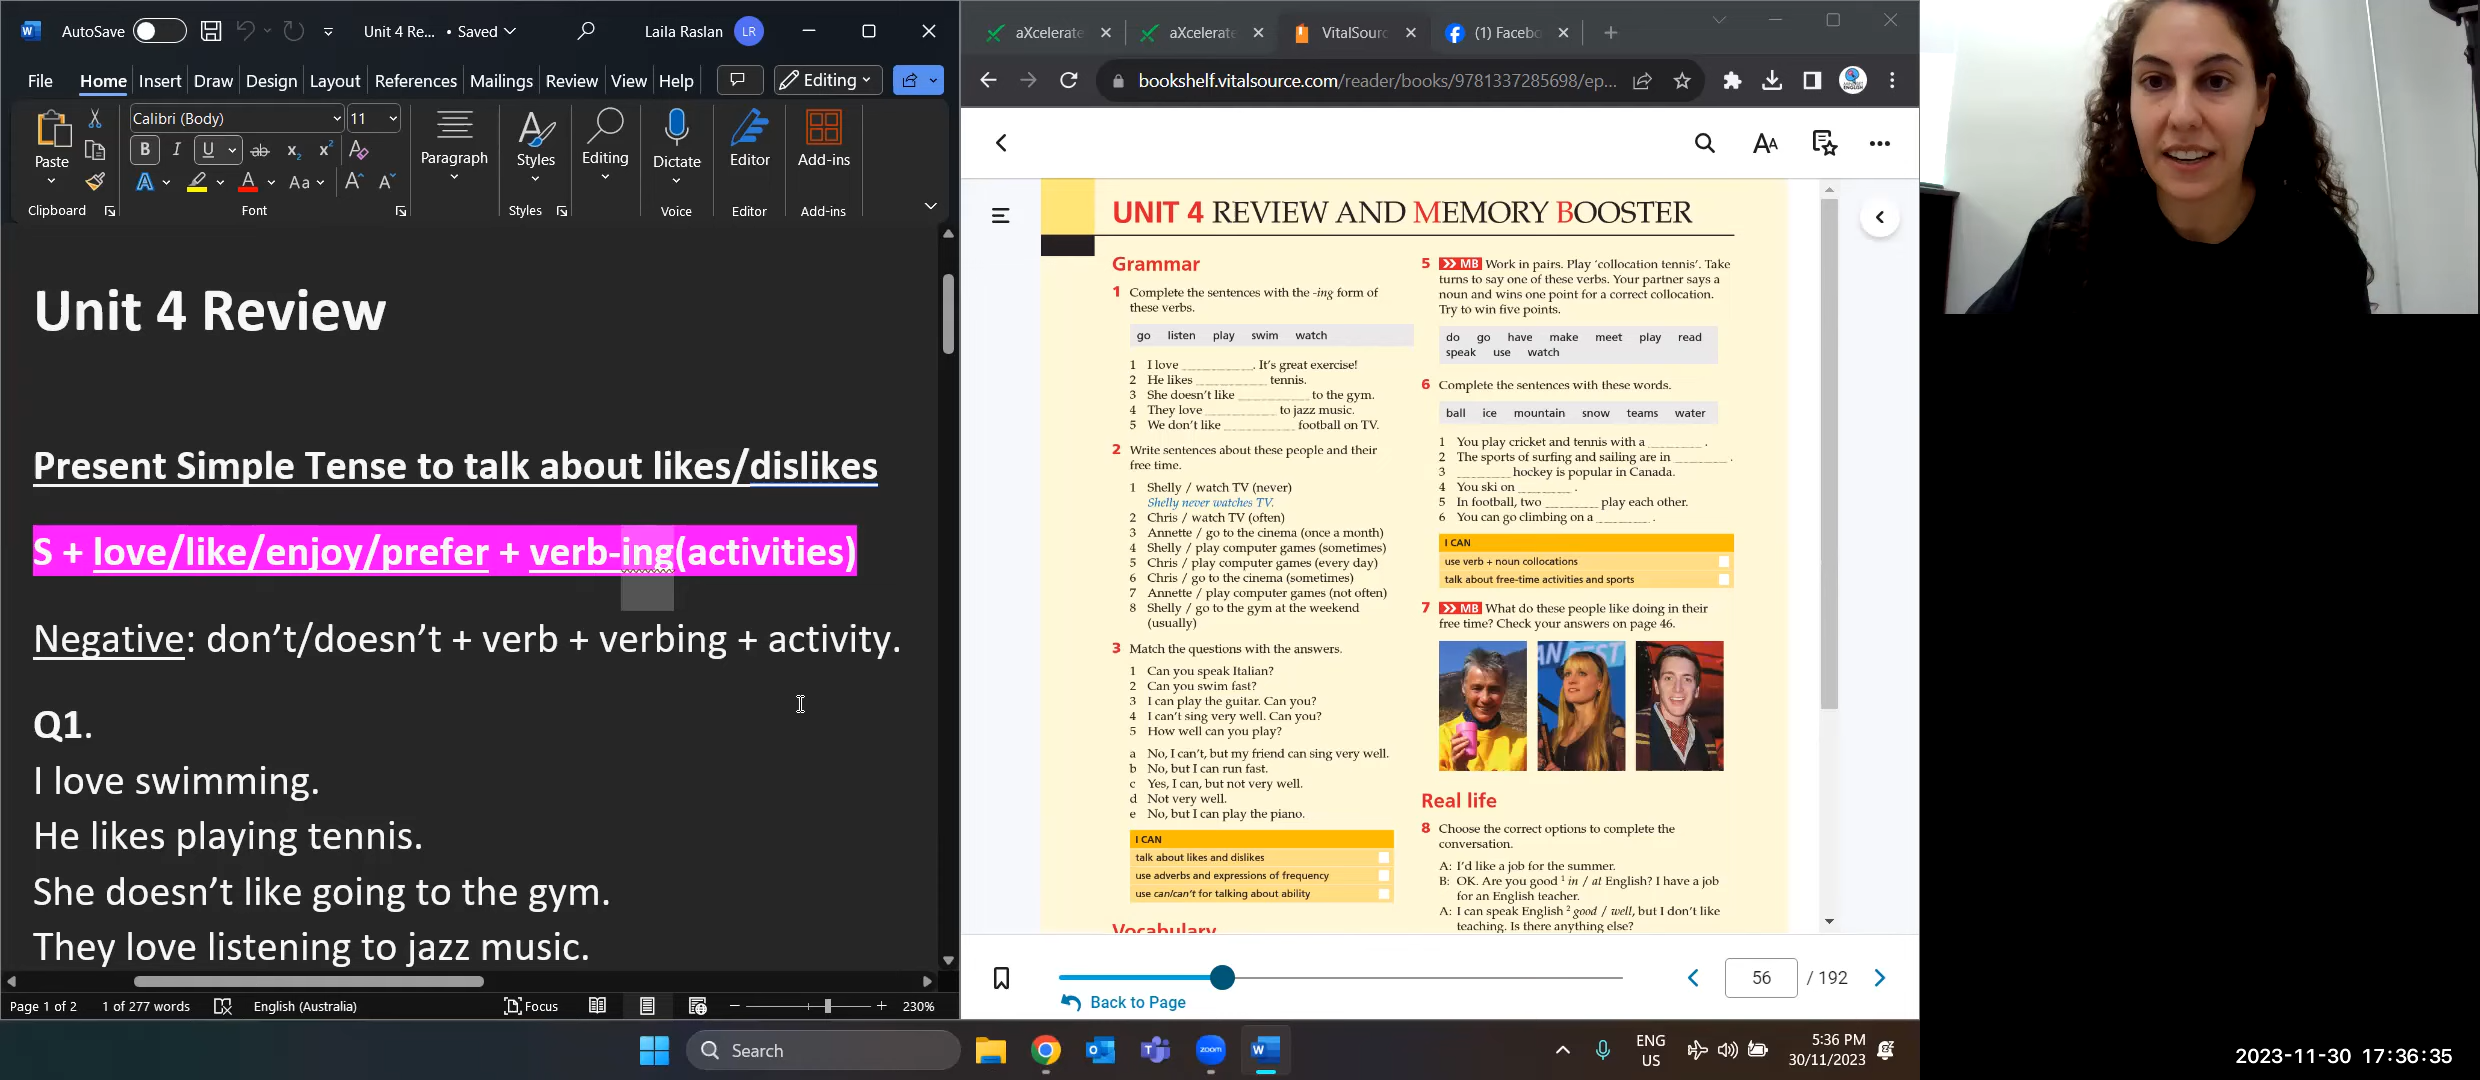 AutoSave
Unit 4 Re... • Saved
Laila Raslan
LR
File Home Insert Draw Design Layout References Mailings Review View Help
Editing
Paste
Calibri (Body)
11
B I U ab x₂ x² A
A A Aa A A
Paragraph
Styles
Editing
Dictate
Editor
Add-ins
Clipboard
Font
Styles
Voice
Editor
Add-ins
Unit 4 Review
Present Simple Tense to talk about likes/dislikes
S + love/like/enjoy/prefer + verb-ing(activities)
Negative: don’t/doesn’t + verb + verbing + activity.
Q1.
I love swimming.
He likes playing tennis.
She doesn’t like going to the gym.
They love listening to jazz music.
Page 1 of 2
1 of 277 words
English (Australia)
Focus
230%
aXcelerate
aXcelerate
VitalSourc
(1) Facebo
bookshelf.vitalsource.com/reader/books/9781337285698/ep...
AA
UNIT 4 REVIEW AND MEMORY BOOSTER
Grammar
1 Complete the sentences with the -ing form of
these verbs.
go listen play swim watch
1 I love ________. It’s great exercise!
2 He likes ________ tennis.
3 She doesn’t like ________ to the gym.
4 They love ________ to jazz music.
5 We don’t like ________ football on TV.
2 Write sentences about these people and their
free time.
1 Shelly / watch TV (never)
Shelly never watches TV.
2 Chris / watch TV (often)
3 Annette / go to the cinema (once a month)
4 Shelly / play computer games (sometimes)
5 Chris / play computer games (every day)
6 Chris / go to the cinema (sometimes)
7 Annette / play computer games (not often)
8 Shelly / go to the gym at the weekend
(usually)
3 Match the questions with the answers.
1 Can you speak Italian?
2 Can you swim fast?
3 I can play the guitar. Can you?
4 I can’t sing very well. Can you?
5 How well can you play?
a No, I can’t, but my friend can sing very well.
b No, but I can run fast.
c Yes, I can, but not very well.
d Not very well.
e No, but I can play the piano.
I CAN
talk about likes and dislikes
use adverbs and expressions of frequency
use can/can’t for talking about ability
Vocabulary
5 >> MB Work in pairs. Play ‘collocation tennis’. Take
turns to say one of these verbs. Your partner says a
noun and wins one point for a correct collocation.
Try to win five points.
do go have make meet play read
speak use watch
6 Complete the sentences with these words.
ball ice mountain snow teams water
1 You play cricket and tennis with a ________ .
2 The sports of surfing and sailing are in ________ .
3 ________ hockey is popular in Canada.
4 You ski on ________ .
5 In football, two ________ play each other.
6 You can go climbing on a ________ .
I CAN
use verb + noun collocations
talk about free-time activities and sports
7 >> MB What do these people like doing in their
free time? Check your answers on page 46.
AN FEST
Real life
8 Choose the correct options to complete the
conversation.
A: I’d like a job for the summer.
B: OK. Are you good ¹ in / at English? I have a job
for an English teacher.
A: I can speak English ² good / well, but I don’t like
teaching. Is there anything else?
Back to Page
56 / 192
Search
zoom
ENG
US
5:36 PM
30/11/2023
2023-11-30 17:36:35